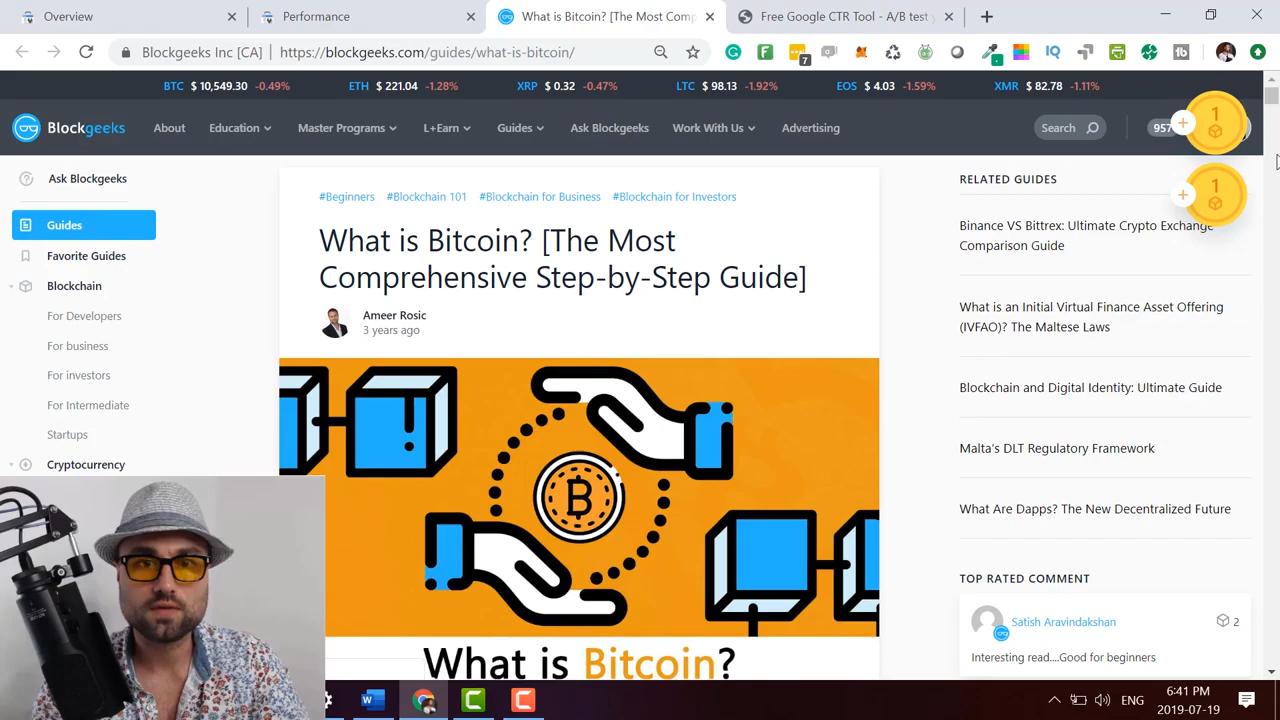 Overview
Performance
What is Bitcoin? [The Most Comp
Free Google CTR Tool - A/B test
Blockgeeks Inc [CA]
https://blockgeeks.com/guides/what-is-bitcoin/
7
BTC $ 10,549.30 -0.49%
ETH $ 221.04 -1.28%
XRP $ 0.32 -0.47%
LTC $ 98.13 -1.92%
EOS $ 4.03 -1.59%
XMR $ 82.78 -1.11%
Blockgeeks
About
Education
Master Programs
L+Earn
Guides
Ask Blockgeeks
Work With Us
Advertising
Search
957
1
1
Ask Blockgeeks
Guides
Favorite Guides
Blockchain
For Developers
For business
For investors
For Intermediate
Startups
Cryptocurrency
#Beginners #Blockchain 101 #Blockchain for Business #Blockchain for Investors
What is Bitcoin? [The Most
Comprehensive Step-by-Step Guide]
Ameer Rosic
3 years ago
What is Bitcoin?
RELATED GUIDES
Binance VS Bittrex: Ultimate Crypto Exchange
Comparison Guide
What is an Initial Virtual Finance Asset Offering
(IVFAO)? The Maltese Laws
Blockchain and Digital Identity: Ultimate Guide
Malta's DLT Regulatory Framework
What Are Dapps? The New Decentralized Future
TOP RATED COMMENT
Satish Aravindakshan
2
Interesting read....Good for beginners
ENG
6:41 PM
2019-07-19